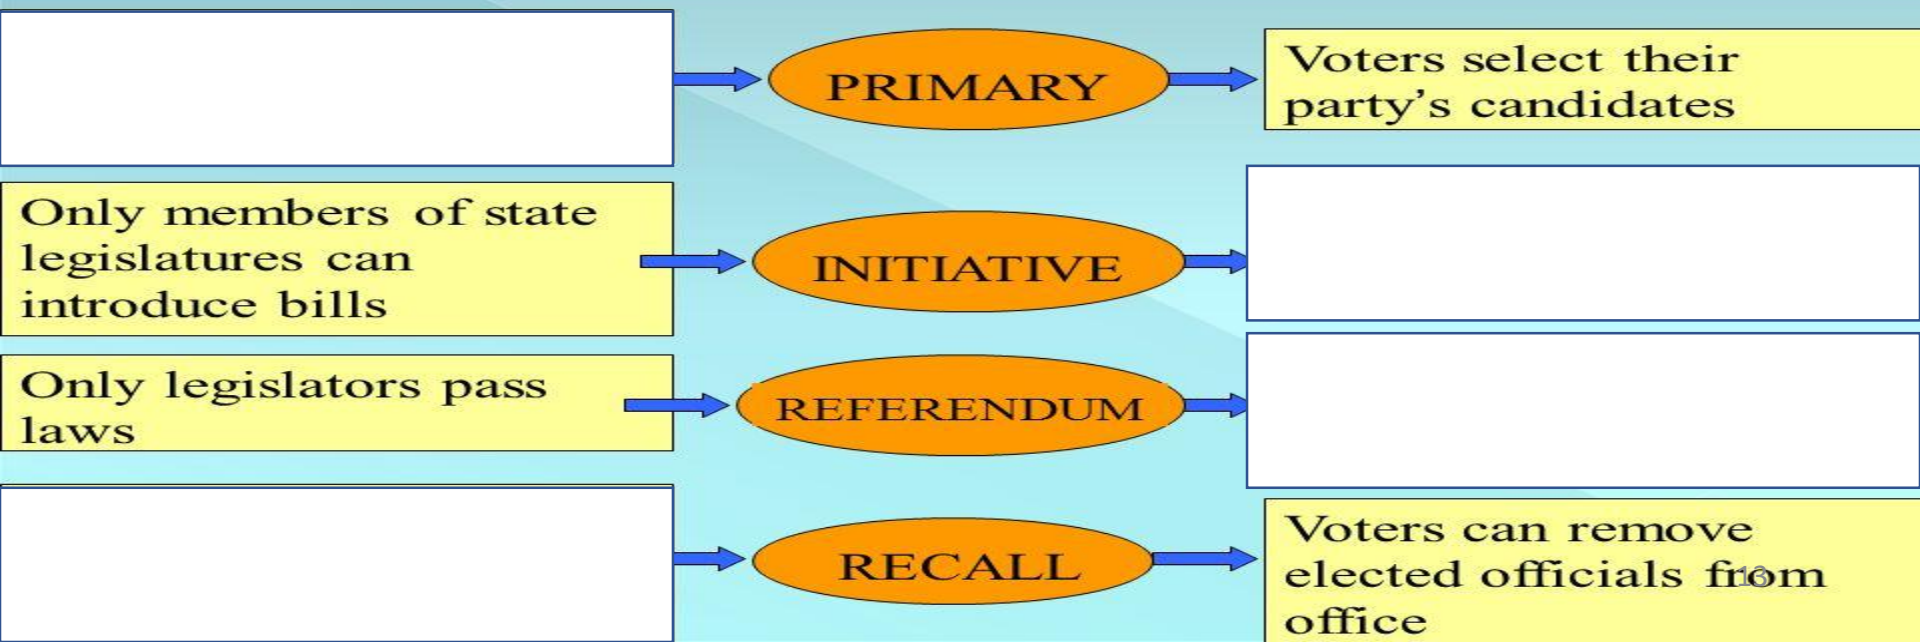 PRIMARY
Voters select their
party’s candidates
Only members of state
legislatures can
introduce bills
INITIATIVE
Only legislators pass
laws
REFERENDUM
RECALL
Voters can remove
elected officials from
office
13